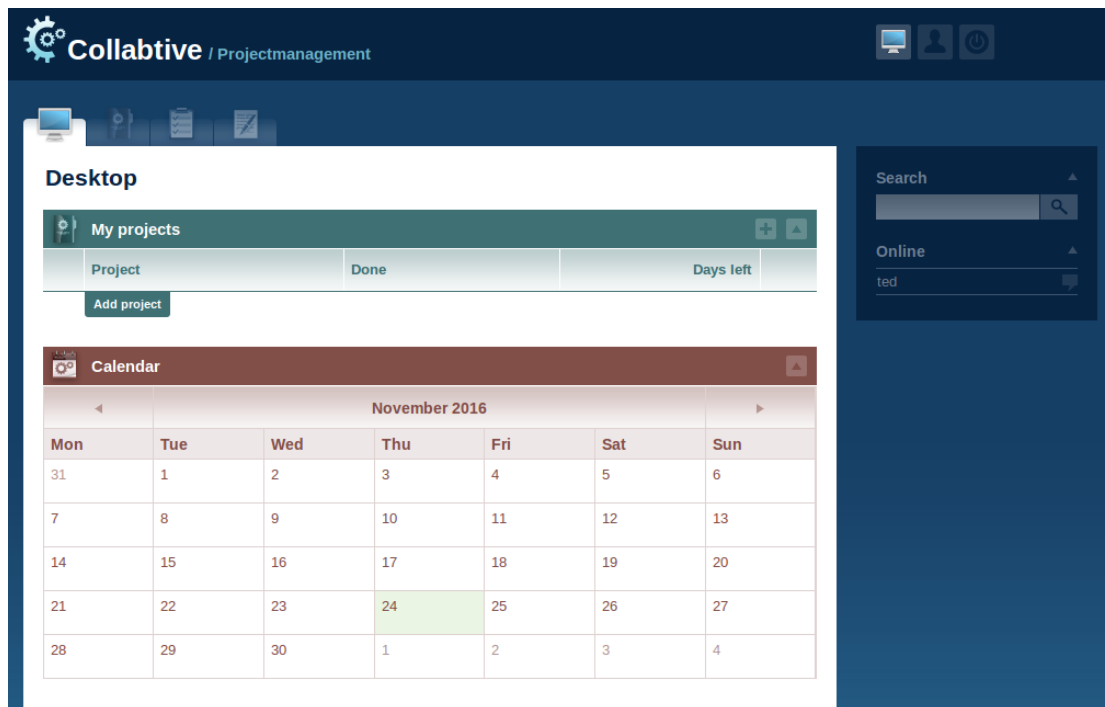 Collabtive / Projectmanagement
Desktop
My projects
Project Done Days left
Add project
Calendar
November 2016
Mon Tue Wed Thu Fri Sat Sun
31 1 2 3 4 5 6
7 8 9 10 11 12 13
14 15 16 17 18 19 20
21 22 23 24 25 26 27
28 29 30 1 2 3 4
Search
Online
ted